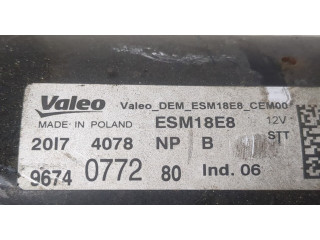 Valeo Valeo_DEM_ESM18E8_CEM00
MADE IN POLAND ESM18E8 12V
20I7 4078 NP B STT
9674 0772 80 Ind. 06